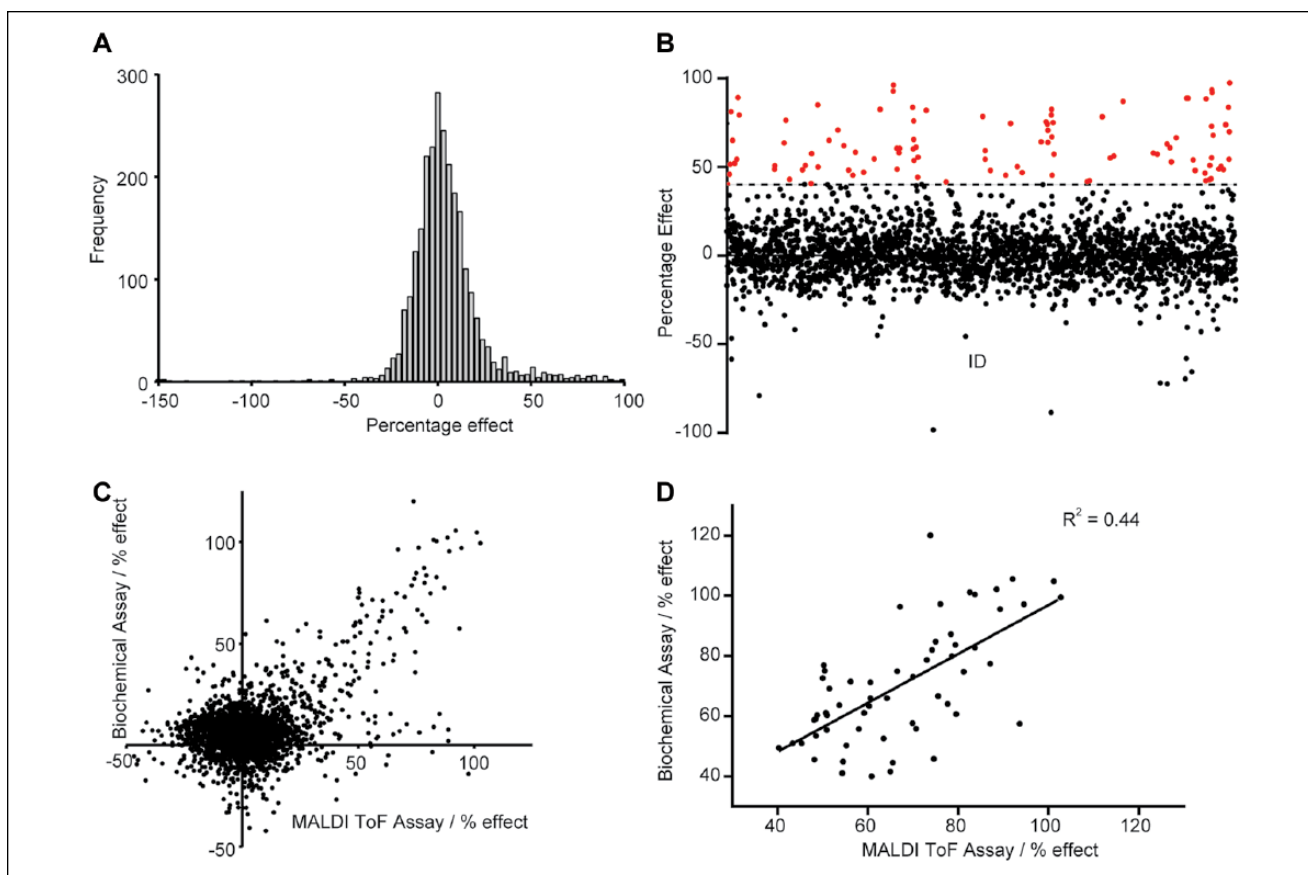 A
300
200
100
0
Frequency
-150
-100
-50
0
50
100
Percentage effect
B
100
50
0
-50
-100
Percentage Effect
ID
C
Biochemical Assay / % effect
100
50
-50
50
100
MALDI ToF Assay / % effect
-50
D
R² = 0.44
120
100
80
60
40
Biochemical Assay / % effect
40
60
80
100
120
MALDI ToF Assay / % effect